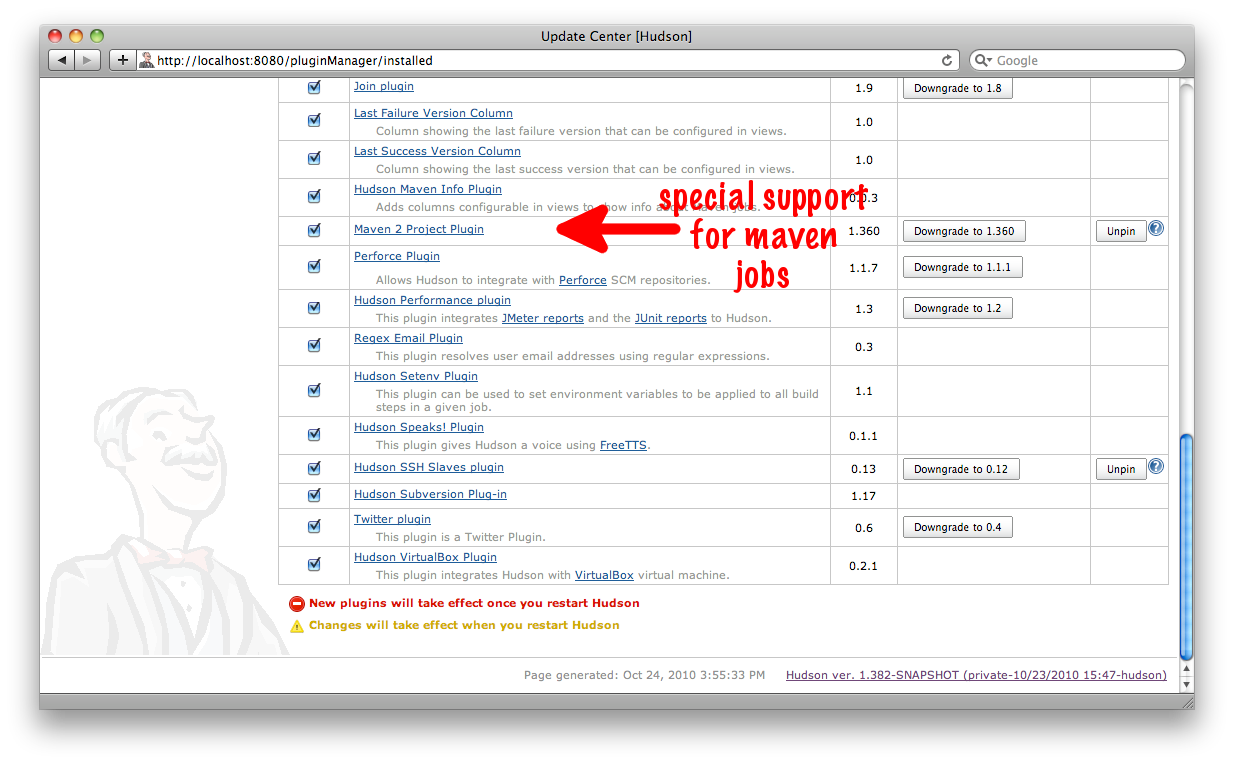 Update Center [Hudson]
http://localhost:8080/pluginManager/installed
Google
Join plugin 1.9 Downgrade to 1.8
Last Failure Version Column 1.0
Column showing the last failure version that can be configured in views.
Last Success Version Column 1.0
Column showing the last success version that can be configured in views.
Hudson Maven Info Plugin 0.0.3
Adds columns configurable in views to show info about Maven jobs.
special support
for maven
jobs
Maven 2 Project Plugin 1.360 Downgrade to 1.360 Unpin
Perforce Plugin 1.1.7 Downgrade to 1.1.1
Allows Hudson to integrate with Perforce SCM repositories.
Hudson Performance plugin 1.3 Downgrade to 1.2
This plugin integrates JMeter reports and the JUnit reports to Hudson.
Regex Email Plugin 0.3
This plugin resolves user email addresses using regular expressions.
Hudson Setenv Plugin 1.1
This plugin can be used to set environment variables to be applied to all build
steps in a given job.
Hudson Speaks! Plugin 0.1.1
This plugin gives Hudson a voice using FreeTTS.
Hudson SSH Slaves plugin 0.13 Downgrade to 0.12 Unpin
Hudson Subversion Plug-in 1.17
Twitter plugin 0.6 Downgrade to 0.4
This plugin is a Twitter Plugin.
Hudson VirtualBox Plugin 0.2.1
This plugin integrates Hudson with VirtualBox virtual machine.
New plugins will take effect once you restart Hudson
Changes will take effect when you restart Hudson
Page generated: Oct 24, 2010 3:55:33 PM Hudson ver. 1.382-SNAPSHOT (private-10/23/2010 15:47-hudson)